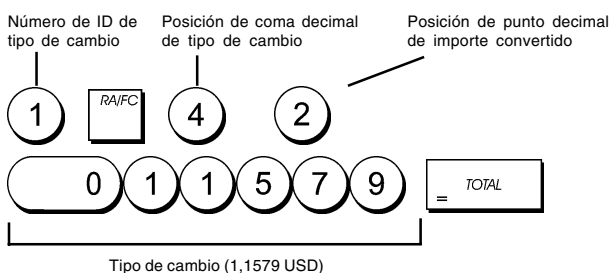 Número de ID de
tipo de cambio
Posición de coma decimal
de tipo de cambio
Posición de punto decimal
de importe convertido
1 RA/FC 4 2
0 1 1 5 7 9 = TOTAL
Tipo de cambio (1,1579 USD)